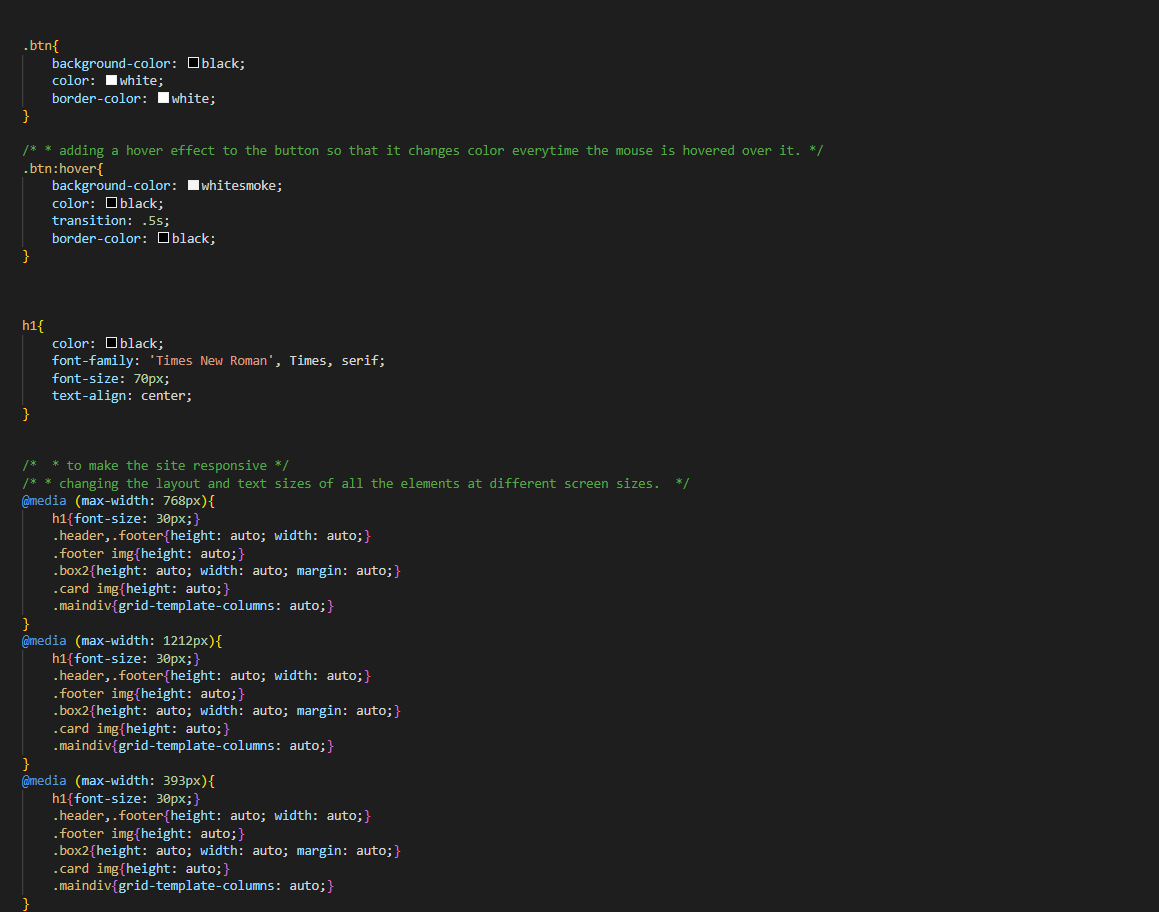 .btn{
    background-color: black;
    color: white;
    border-color: white;
}
/* * adding a hover effect to the button so that it changes color everytime the mouse is hovered over it. */
.btn:hover{
    background-color: whitesmoke;
    color: black;
    transition: .5s;
    border-color: black;
}
h1{
    color: black;
    font-family: 'Times New Roman', Times, serif;
    font-size: 70px;
    text-align: center;
}
/*  * to make the site responsive */
/* * changing the layout and text sizes of all the elements at different screen sizes.  */
@media (max-width: 768px){
    h1{font-size: 30px;}
    .header,.footer{height: auto; width: auto;}
    .footer img{height: auto;}
    .box2{height: auto; width: auto; margin: auto;}
    .card img{height: auto;}
    .maindiv{grid-template-columns: auto;}
}
@media (max-width: 1212px){
    h1{font-size: 30px;}
    .header,.footer{height: auto; width: auto;}
    .footer img{height: auto;}
    .box2{height: auto; width: auto; margin: auto;}
    .card img{height: auto;}
    .maindiv{grid-template-columns: auto;}
}
@media (max-width: 393px){
    h1{font-size: 30px;}
    .header,.footer{height: auto; width: auto;}
    .footer img{height: auto;}
    .box2{height: auto; width: auto; margin: auto;}
    .card img{height: auto;}
    .maindiv{grid-template-columns: auto;}
}